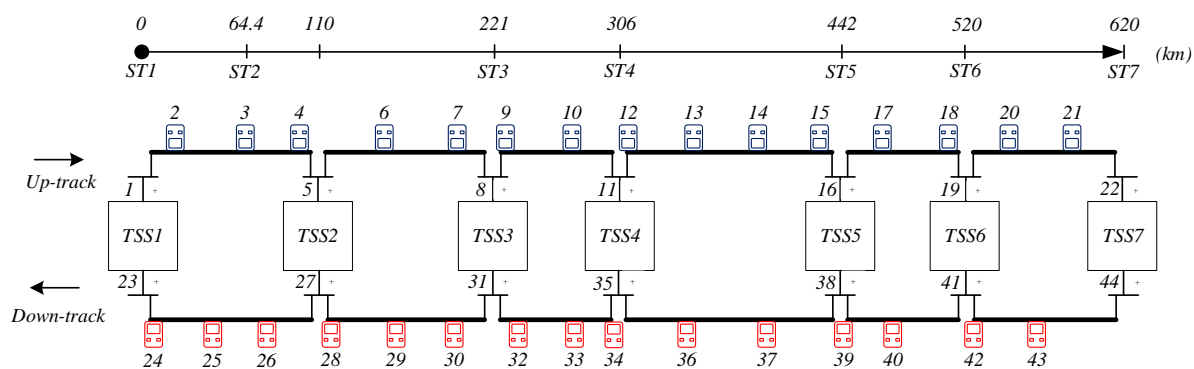 0 64.4 110 221 306 442 520 620
ST1 ST2 ST3 ST4 ST5 ST6 ST7 (km)
2 3 4 6 7 9 10 12 13 14 15 17 18 20 21
Up-track
1 + 5 + 8 + 11 + 16 + 19 + 22 +
TSS1 TSS2 TSS3 TSS4 TSS5 TSS6 TSS7
23 + 27 + 31 + 35 + 38 + 41 + 44 +
Down-track
24 25 26 28 29 30 32 33 34 36 37 39 40 42 43